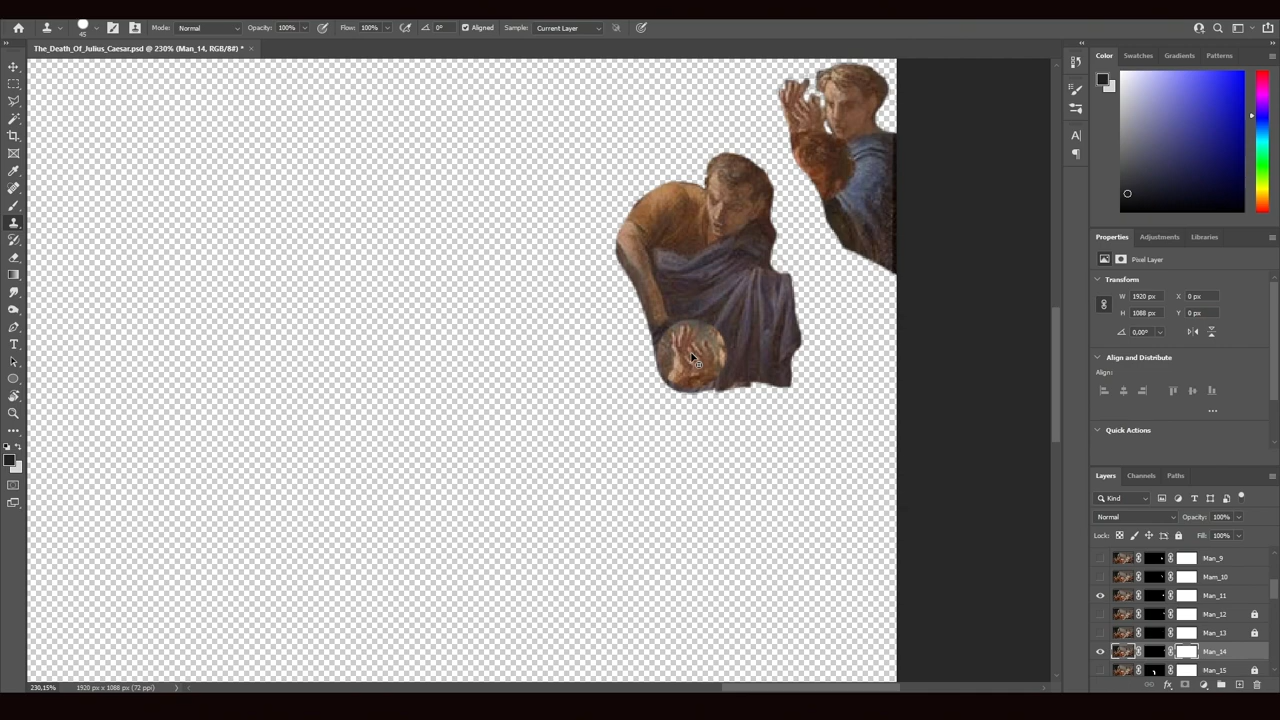 45 Mode: Normal Opacity: 100% Flow: 100% 0° Aligned Sample: Current Layer
The_Death_Of_Julius_Caesar.psd @ 230% (Man_14, RGB/8#) *
Color Swatches Gradients Patterns
Properties Adjustments Libraries
Pixel Layer
Transform
W 1920 px X 0 px
H 1088 px Y 0 px
0,00°
Align and Distribute
Align:
Quick Actions
Layers Channels Paths
Kind
Normal Opacity: 100%
Lock: Fill: 100%
Man_9
Mam_10
Man_11
Man_12
Man_13
Man_14
Man_15
230,15% 1920 px x 1088 px (72 ppi)